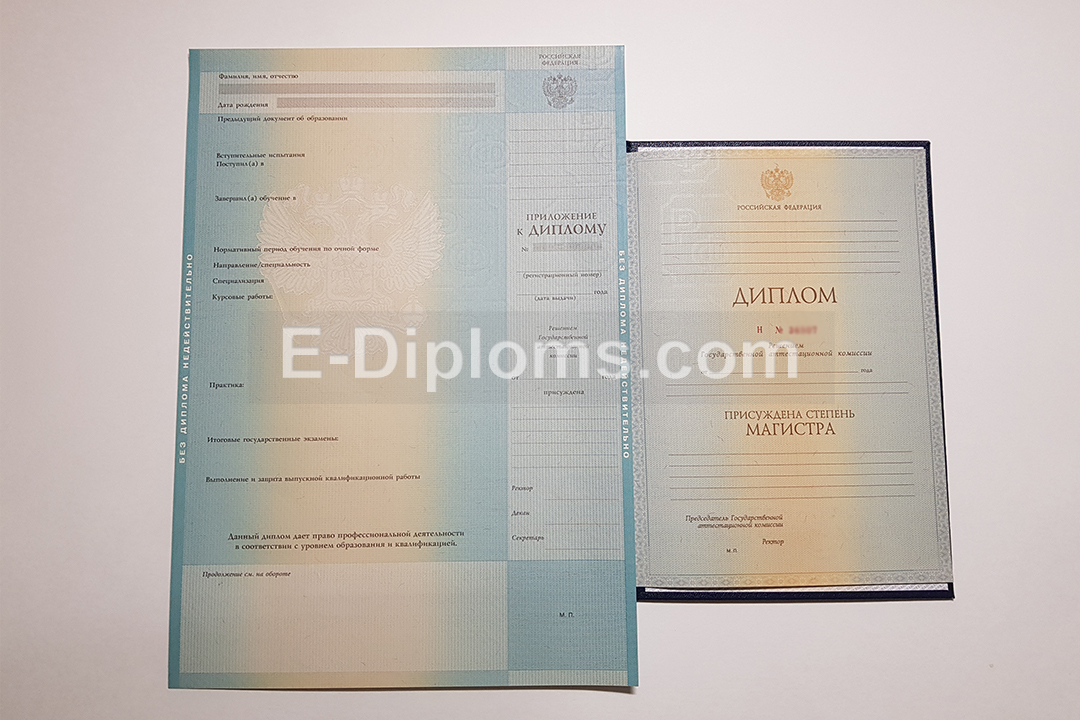 Фамилия, имя, отчество
Дата рождения
Предыдущий документ об образовании
Вступительные испытания
Поступил(а) в
Завершил(а) обучение в
Нормативный период обучения по очной форме
Направление/специальность
Специализация
Курсовые работы:
Практика:
Итоговые государственные экзамены:
Выполнение и защита выпускной квалификационной работы
Данный диплом дает право профессиональной деятельности
в соответствии с уровнем образования и квалификацией.
Продолжение см. на обороте
БЕЗ ДИПЛОМА НЕДЕЙСТВИТЕЛЬНО
РОССИЙСКАЯ
ФЕДЕРАЦИЯ
ПРИЛОЖЕНИЕ
к ДИПЛОМУ
№
(регистрационный номер)
года
(дата выдачи)
Решением
Государственной
комиссии
от года
присуждена
Ректор
Декан
Секретарь
М. П.
БЕЗ ДИПЛОМА НЕДЕЙСТВИТЕЛЬНО
E-Diploms.com
РОССИЙСКАЯ ФЕДЕРАЦИЯ
ДИПЛОМ
Н №
Решением
Государственной аттестационной комиссии
от года
ПРИСУЖДЕНА СТЕПЕНЬ
МАГИСТРА
Председатель Государственной
аттестационной комиссии
Ректор
М.П.